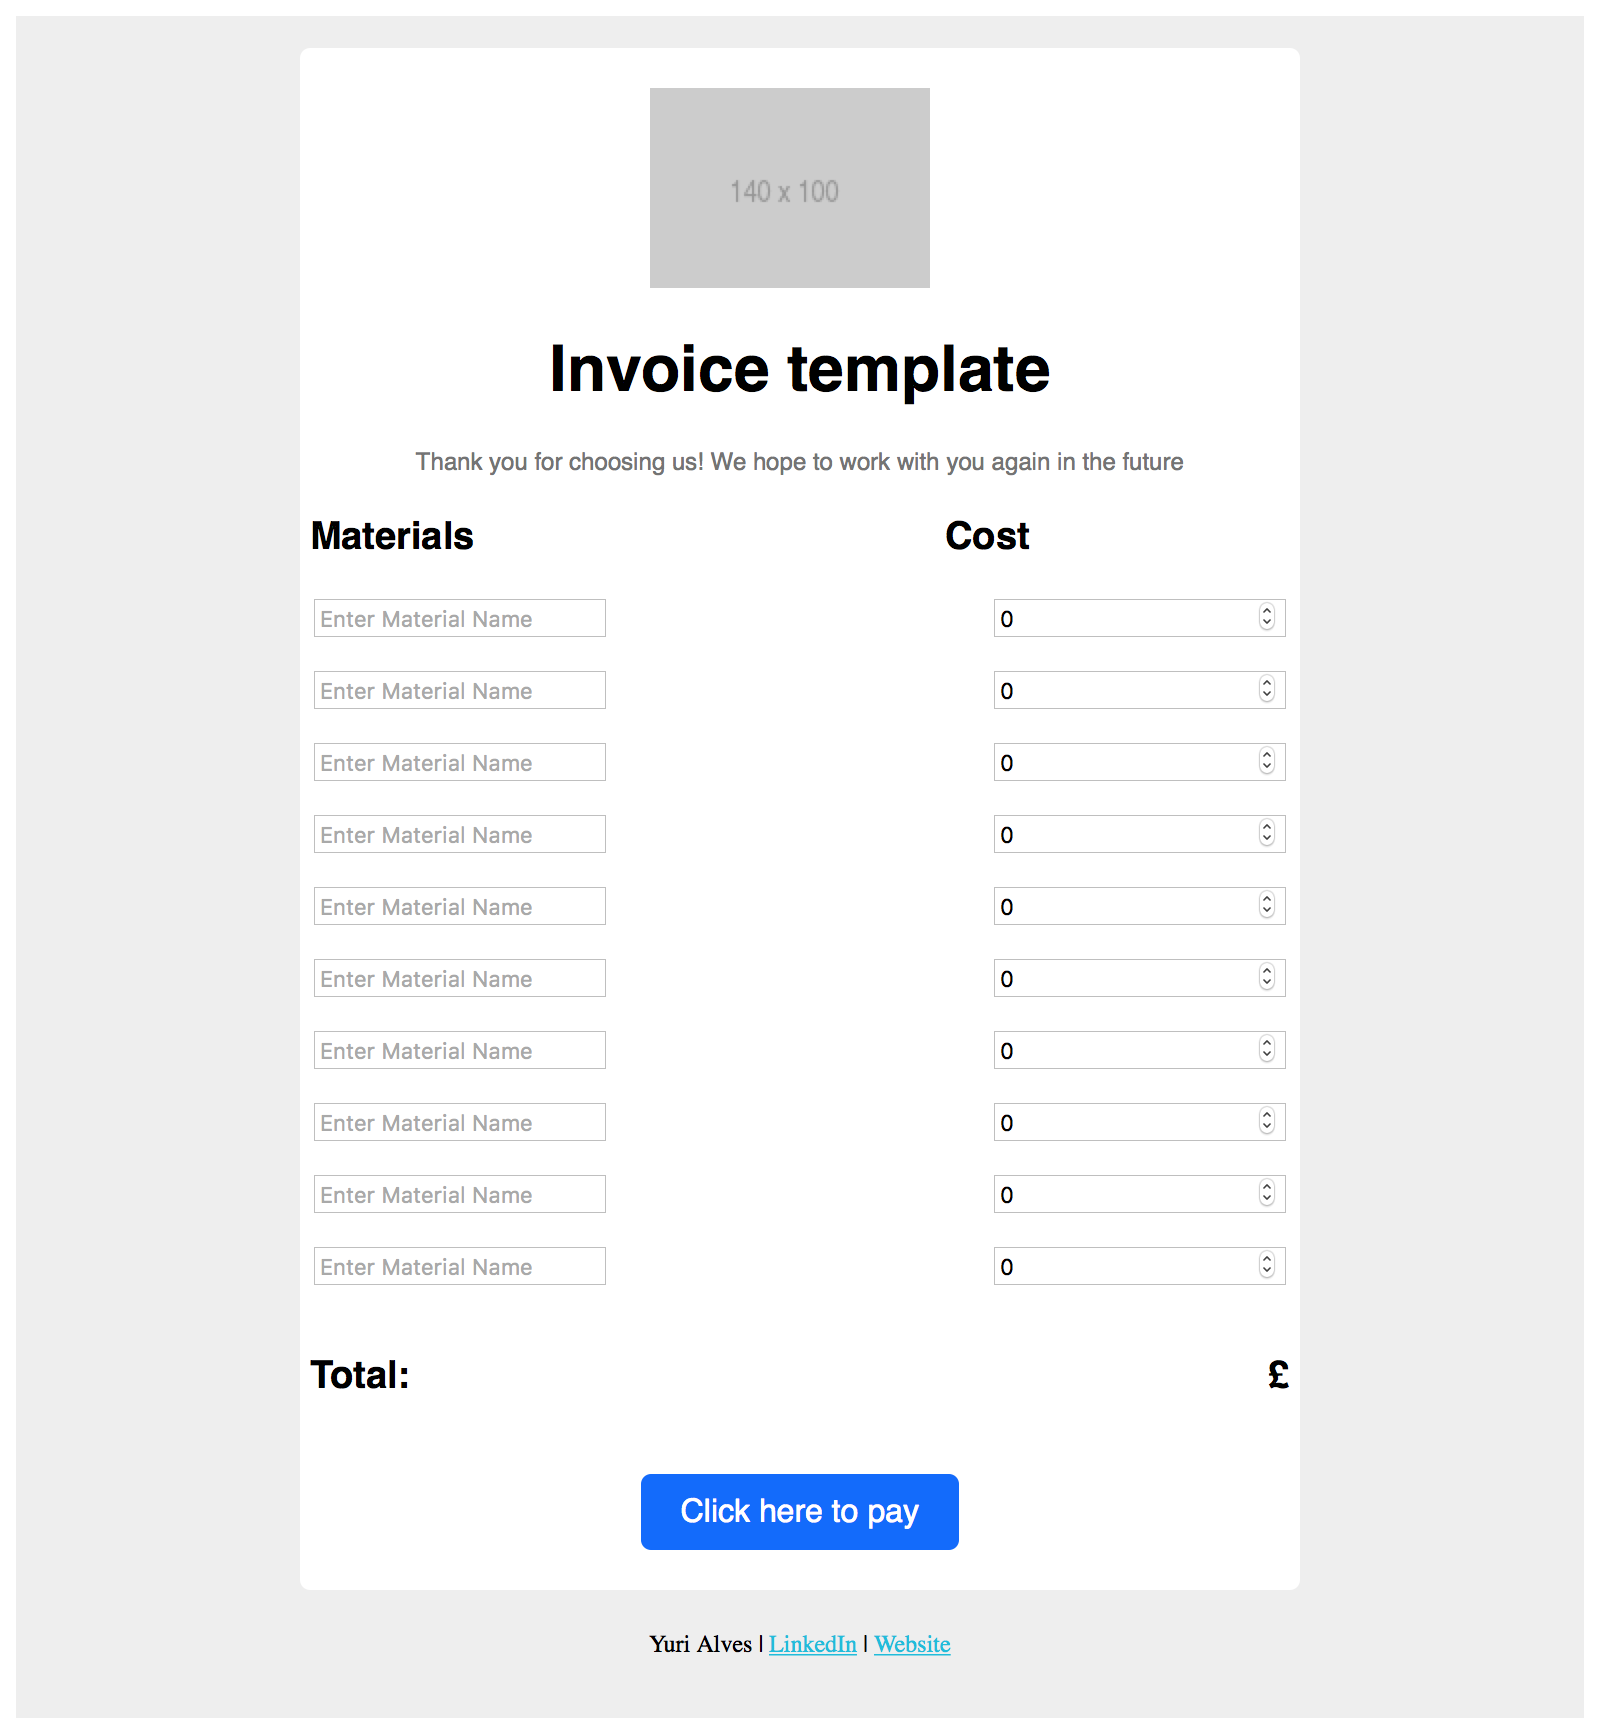 140 x 100
Invoice template
Thank you for choosing us! We hope to work with you again in the future
Materials Cost
Enter Material Name 0
Enter Material Name 0
Enter Material Name 0
Enter Material Name 0
Enter Material Name 0
Enter Material Name 0
Enter Material Name 0
Enter Material Name 0
Enter Material Name 0
Enter Material Name 0
Total: £
Click here to pay
Yuri Alves | LinkedIn | Website